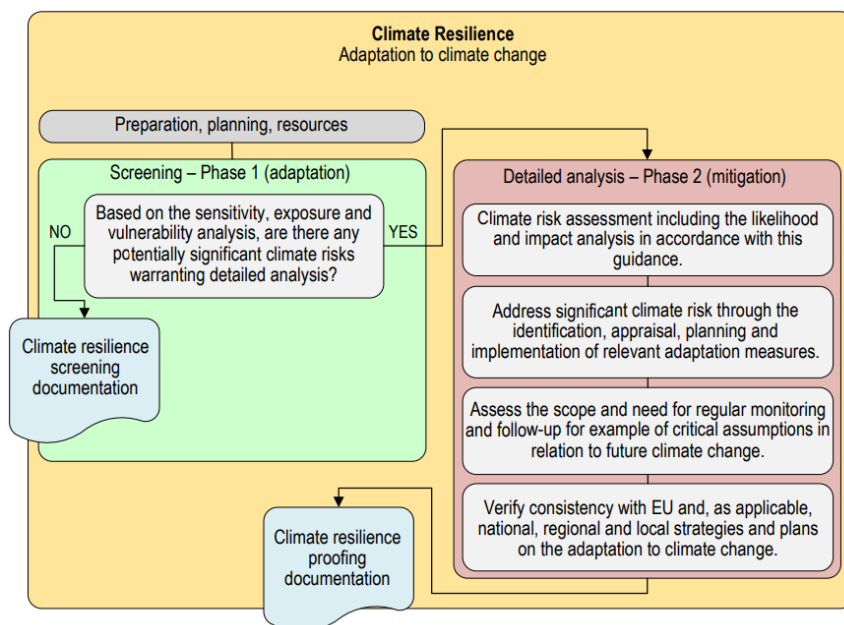 Climate Resilience
Adaptation to climate change
Preparation, planning, resources
Screening – Phase 1 (adaptation)
Based on the sensitivity, exposure and
vulnerability analysis, are there any
potentially significant climate risks
warranting detailed analysis?
NO
YES
Climate resilience
screening
documentation
Detailed analysis – Phase 2 (mitigation)
Climate risk assessment including the likelihood
and impact analysis in accordance with this
guidance.
Address significant climate risk through the
identification, appraisal, planning and
implementation of relevant adaptation measures.
Assess the scope and need for regular monitoring
and follow-up for example of critical assumptions in
relation to future climate change.
Verify consistency with EU and, as applicable,
national, regional and local strategies and plans
on the adaptation to climate change.
Climate resilience
proofing
documentation